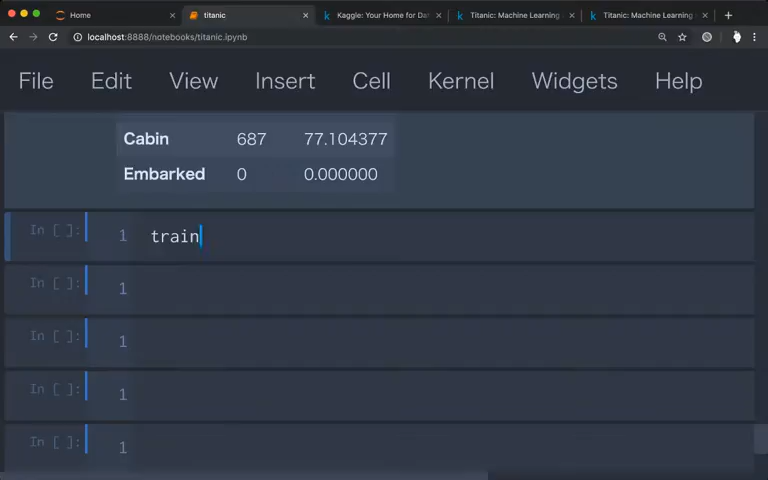 Home
titanic
Kaggle: Your Home for Dat
Titanic: Machine Learning
Titanic: Machine Learning
localhost:8888/notebooks/titanic.ipynb
File Edit View Insert Cell Kernel Widgets Help
Cabin 687 77.104377
Embarked 0 0.000000
In [ ]: 1 train
In [ ]: 1
In [ ]: 1
In [ ]: 1
In [ ]: 1